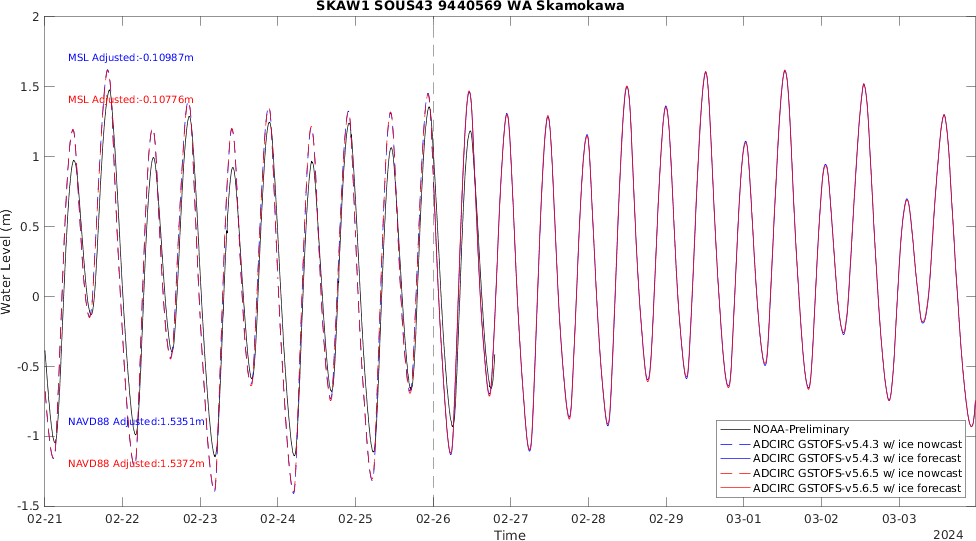 SKAW1 SOUS43 9440569 WA Skamokawa
2
MSL Adjusted:-0.10987m
1.5
MSL Adjusted:-0.10776m
1
0.5
Water Level (m)
0
-0.5
NAVD88 Adjusted:1.5351m
-1
NAVD88 Adjusted:1.5372m
-1.5
NOAA-Preliminary
ADCIRC GSTOFS-v5.4.3 w/ ice nowcast
ADCIRC GSTOFS-v5.4.3 w/ ice forecast
ADCIRC GSTOFS-v5.6.5 w/ ice nowcast
ADCIRC GSTOFS-v5.6.5 w/ ice forecast
02-21 02-22 02-23 02-24 02-25 02-26 02-27 02-28 02-29 03-01 03-02 03-03
Time
2024